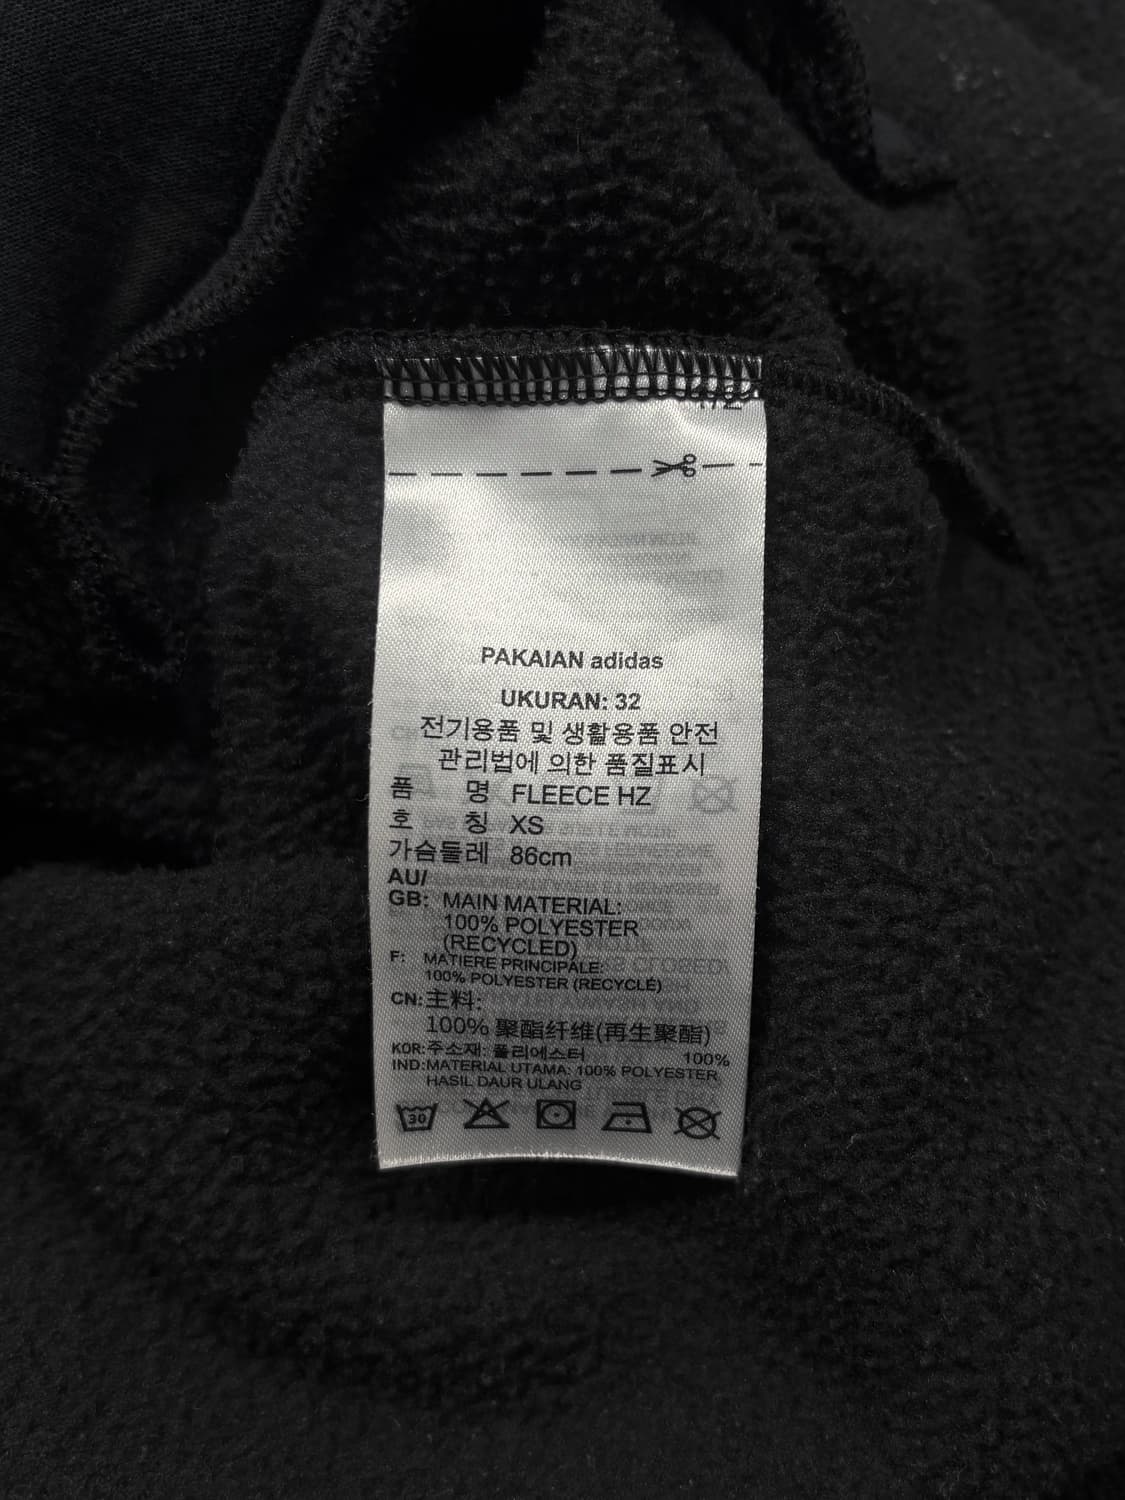 PAKAIAN adidas
UKURAN: 32
전기용품 및 생활용품 안전
관리법에 의한 품질표시
품 명 FLEECE HZ
호 칭 XS
가슴둘레 86cm
AU/
GB: MAIN MATERIAL:
100% POLYESTER
(RECYCLED)
F: MATIERE PRINCIPALE:
100% POLYESTER (RECYCLÉ)
CN: 主料:
100% 聚酯纤维(再生聚酯)
KOR: 주소재: 폴리에스터 100%
IND: MATERIAL UTAMA: 100% POLYESTER
HASIL DAUR ULANG
30